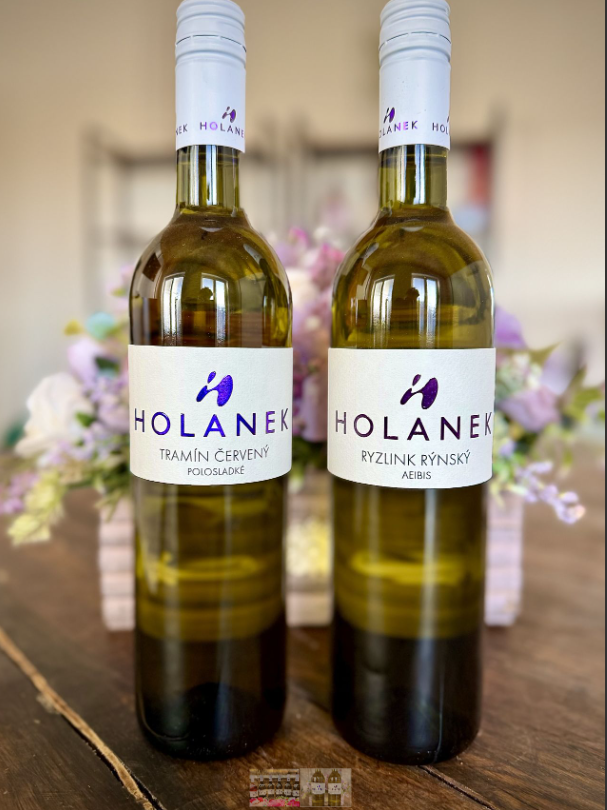 HOLANEK
HOLANEK
HOLANEK
TRAMÍN ČERVENÝ
POLOSLADKÉ
HOLANEK
RYZLINK RÝNSKÝ
AEIBIS